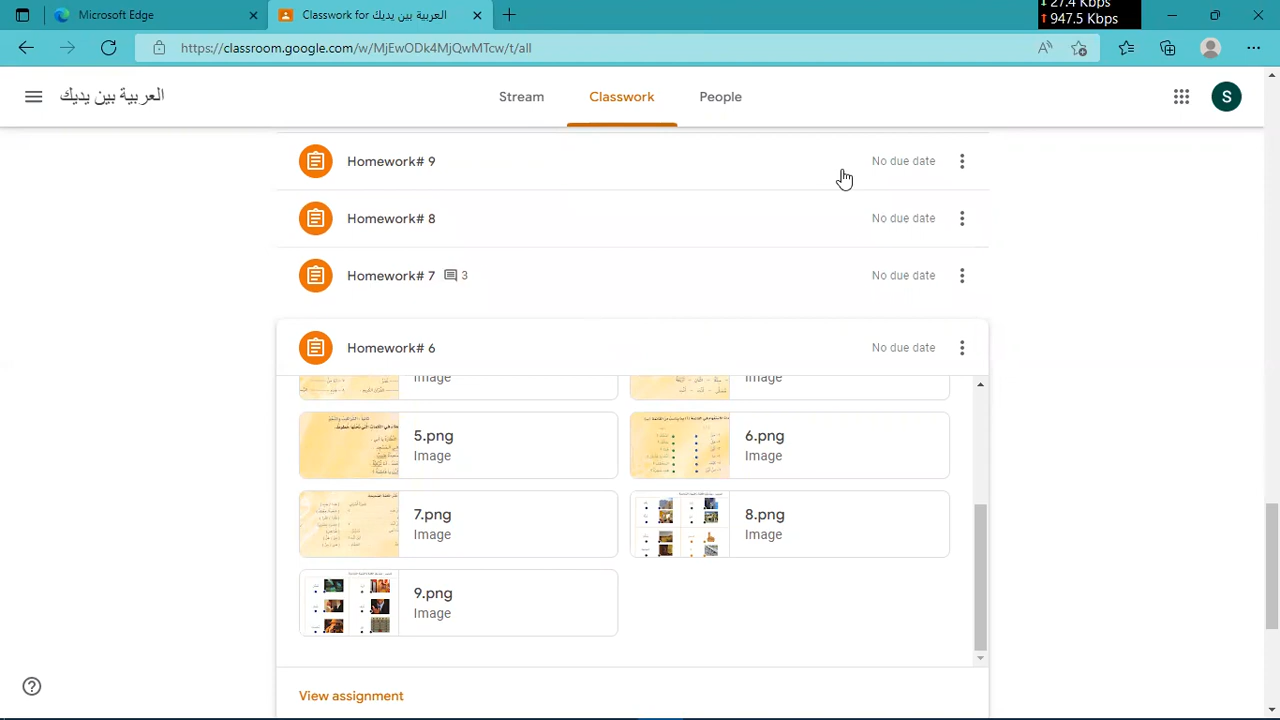 27.4 Kbps
947.5 Kbps
Microsoft Edge
Classwork for العربية بين يديك
https://classroom.google.com/w/MjEwODk4MjQwMTcw/t/all
العربية بين يديك
Stream
Classwork
People
S
Homework# 9
No due date
Homework# 8
No due date
Homework# 7
3
No due date
Homework# 6
No due date
Image
Image
5.png
Image
6.png
Image
7.png
Image
8.png
Image
9.png
Image
View assignment